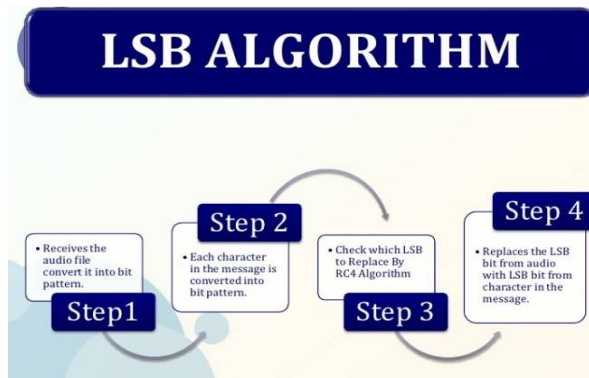 LSB ALGORITHM
• Receives the
audio file
convert it into bit
pattern.
Step1
Step 2
• Each character
in the message is
converted into
bit pattern.
• Check which LSB
to Replace By
RC4 Algorithm
Step 3
Step 4
• Replaces the LSB
bit from audio
with LSB bit from
character in the
message.